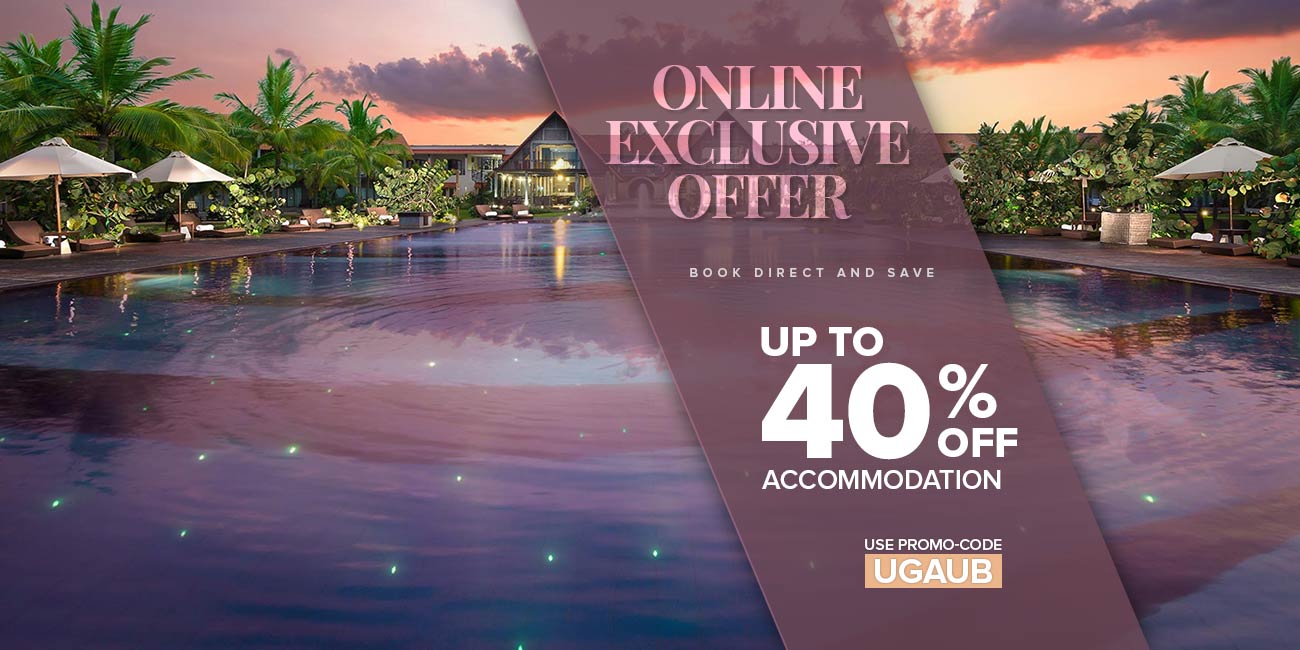 ONLINE
EXCLUSIVE
OFFER
BOOK DIRECT AND SAVE
UP TO
40%
OFF
ACCOMMODATION
USE PROMO-CODE
UGAUB